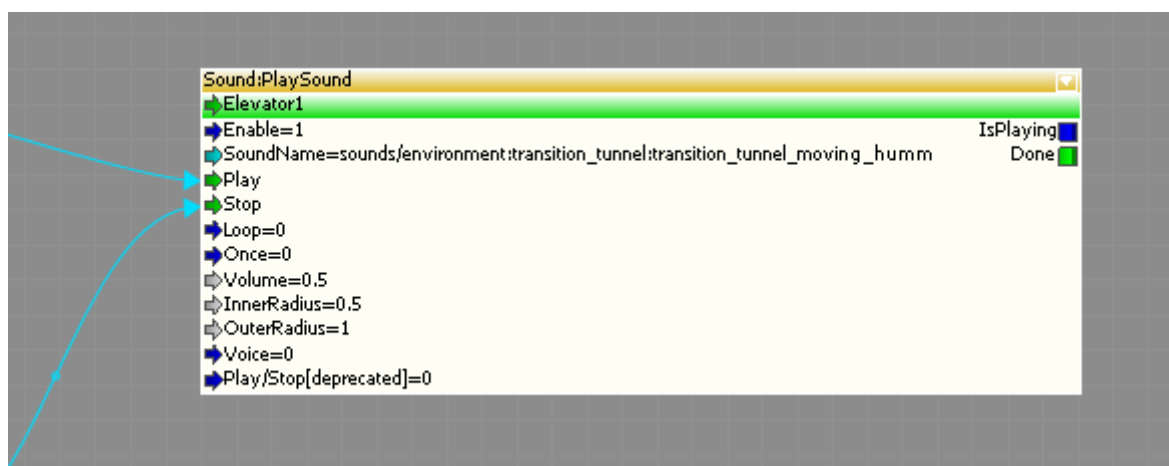 Sound:PlaySound
Elevator1
Enable=1 IsPlaying
SoundName=sounds/environment:transition_tunnel:transition_tunnel_moving_humm Done
Play
Stop
Loop=0
Once=0
Volume=0.5
InnerRadius=0.5
OuterRadius=1
Voice=0
Play/Stop[deprecated]=0